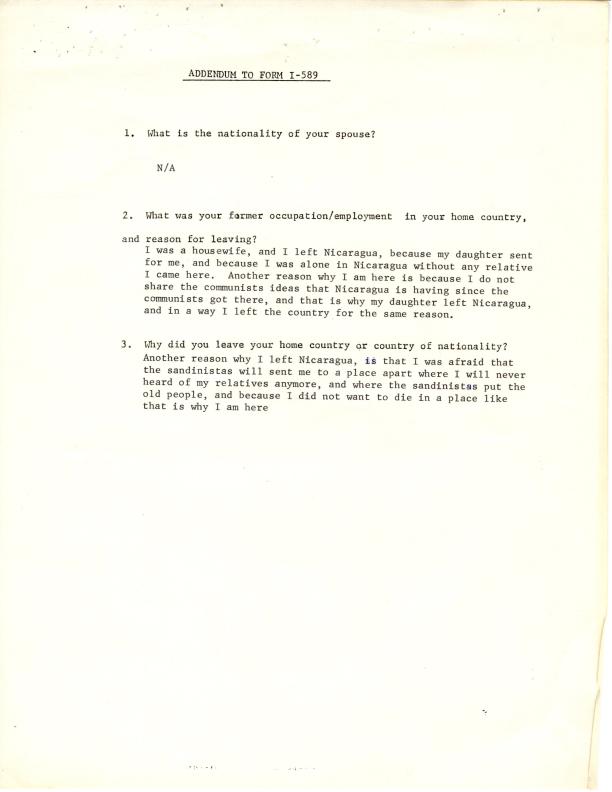 ADDENDUM TO FORM I-589
1. What is the nationality of your spouse?
N/A
2. What was your former occupation/employment in your home country,
and reason for leaving?
I was a housewife, and I left Nicaragua, because my daughter sent
for me, and because I was alone in Nicaragua without any relative
I came here. Another reason why I am here is because I do not
share the communists ideas that Nicaragua is having since the
communists got there, and that is why my daughter left Nicaragua,
and in a way I left the country for the same reason.
3. Why did you leave your home country or country of nationality?
Another reason why I left Nicaragua, is that I was afraid that
the sandinistas will sent me to a place apart where I will never
heard of my relatives anymore, and where the sandinistas put the
old people, and because I did not want to die in a place like
that is why I am here